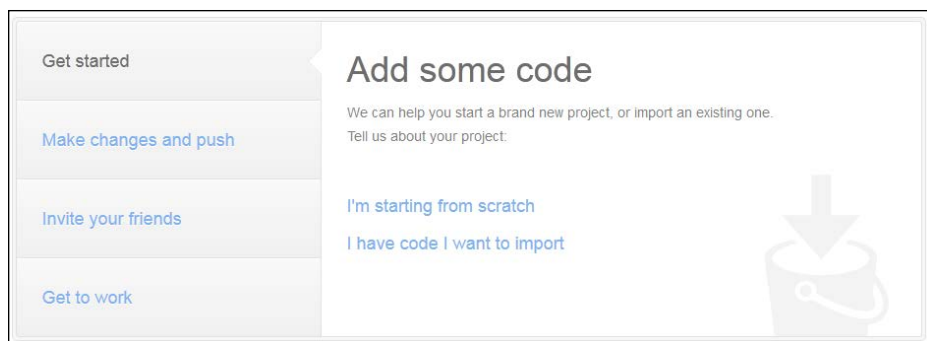 Get started
Make changes and push
Invite your friends
Get to work
Add some code
We can help you start a brand new project, or import an existing one.
Tell us about your project:
I'm starting from scratch
I have code I want to import